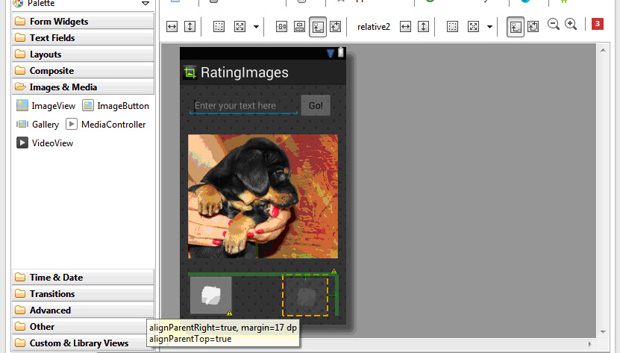 Palette
Form Widgets
Text Fields
Layouts
Composite
Images & Media
ImageView ImageButton
Gallery MediaController
VideoView
Time & Date
Transitions
Advanced
Other
Custom & Library Views
relative2
3
RatingImages
Enter your text here Go!
alignParentRight=true, margin=17 dp
alignParentTop=true